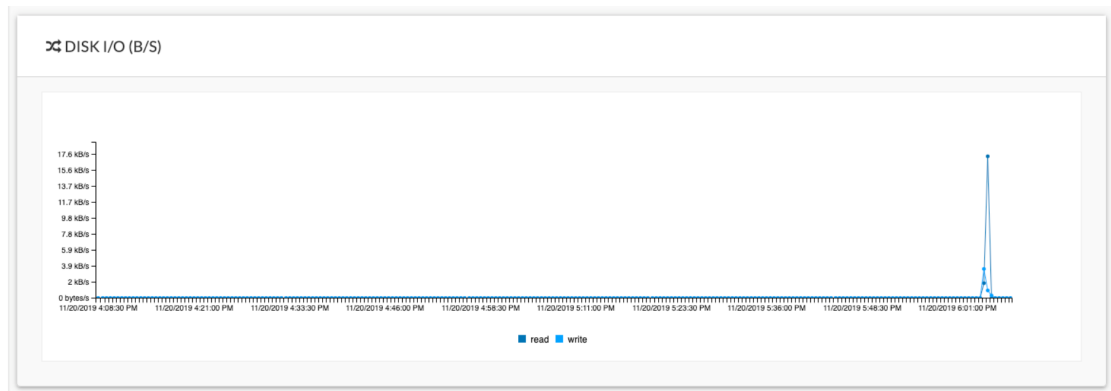 DISK I/O (B/S)
17.6 kB/s
15.6 kB/s
13.7 kB/s
11.7 kB/s
9.8 kB/s
7.8 kB/s
5.9 kB/s
3.9 kB/s
2 kB/s
0 bytes/s
11/20/2019 4:08:30 PM 11/20/2019 4:21:00 PM 11/20/2019 4:33:30 PM 11/20/2019 4:46:00 PM 11/20/2019 4:58:30 PM 11/20/2019 5:11:00 PM 11/20/2019 5:23:30 PM 11/20/2019 5:36:00 PM 11/20/2019 5:48:30 PM 11/20/2019 6:01:00 PM
read write